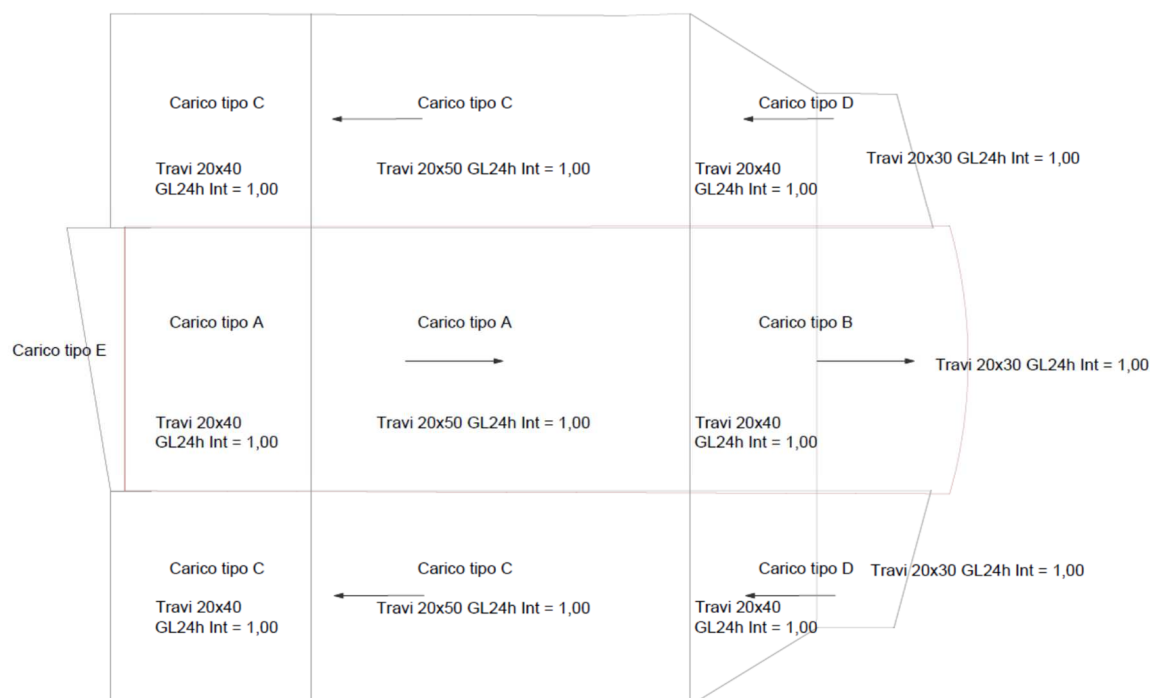 Carico tipo C
Carico tipo C
Carico tipo D
Travi 20x40
GL24h Int = 1,00
Travi 20x50 GL24h Int = 1,00
Travi 20x40
GL24h Int = 1,00
Travi 20x30 GL24h Int = 1,00
Carico tipo A
Carico tipo A
Carico tipo B
Carico tipo E
Travi 20x30 GL24h Int = 1,00
Travi 20x40
GL24h Int = 1,00
Travi 20x50 GL24h Int = 1,00
Travi 20x40
GL24h Int = 1,00
Carico tipo C
Carico tipo C
Carico tipo D
Travi 20x30 GL24h Int = 1,00
Travi 20x40
GL24h Int = 1,00
Travi 20x50 GL24h Int = 1,00
Travi 20x40
GL24h Int = 1,00